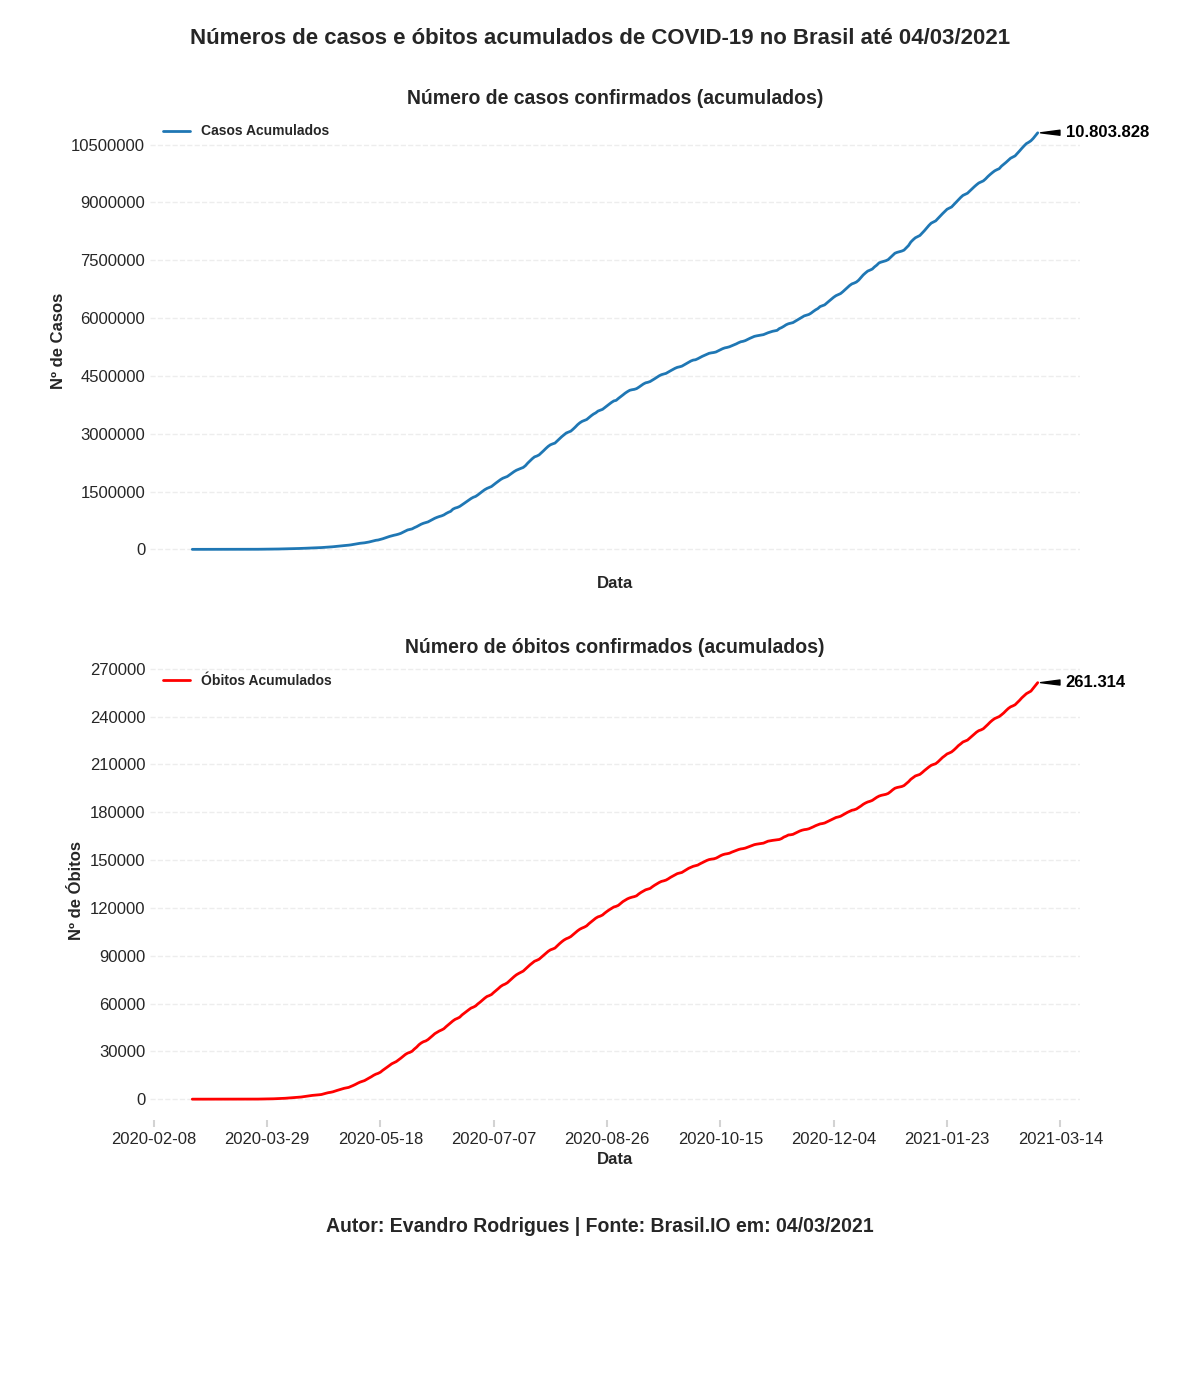 Números de casos e óbitos acumulados de COVID-19 no Brasil até 04/03/2021
Número de casos confirmados (acumulados)
Casos Acumulados
10.803.828
10500000
9000000
7500000
6000000
4500000
3000000
1500000
0
Nº de Casos
Data
Número de óbitos confirmados (acumulados)
Óbitos Acumulados
261.314
270000
240000
210000
180000
150000
120000
90000
60000
30000
0
Nº de Óbitos
2020-02-08 2020-03-29 2020-05-18 2020-07-07 2020-08-26 2020-10-15 2020-12-04 2021-01-23 2021-03-14
Data
Autor: Evandro Rodrigues | Fonte: Brasil.IO em: 04/03/2021